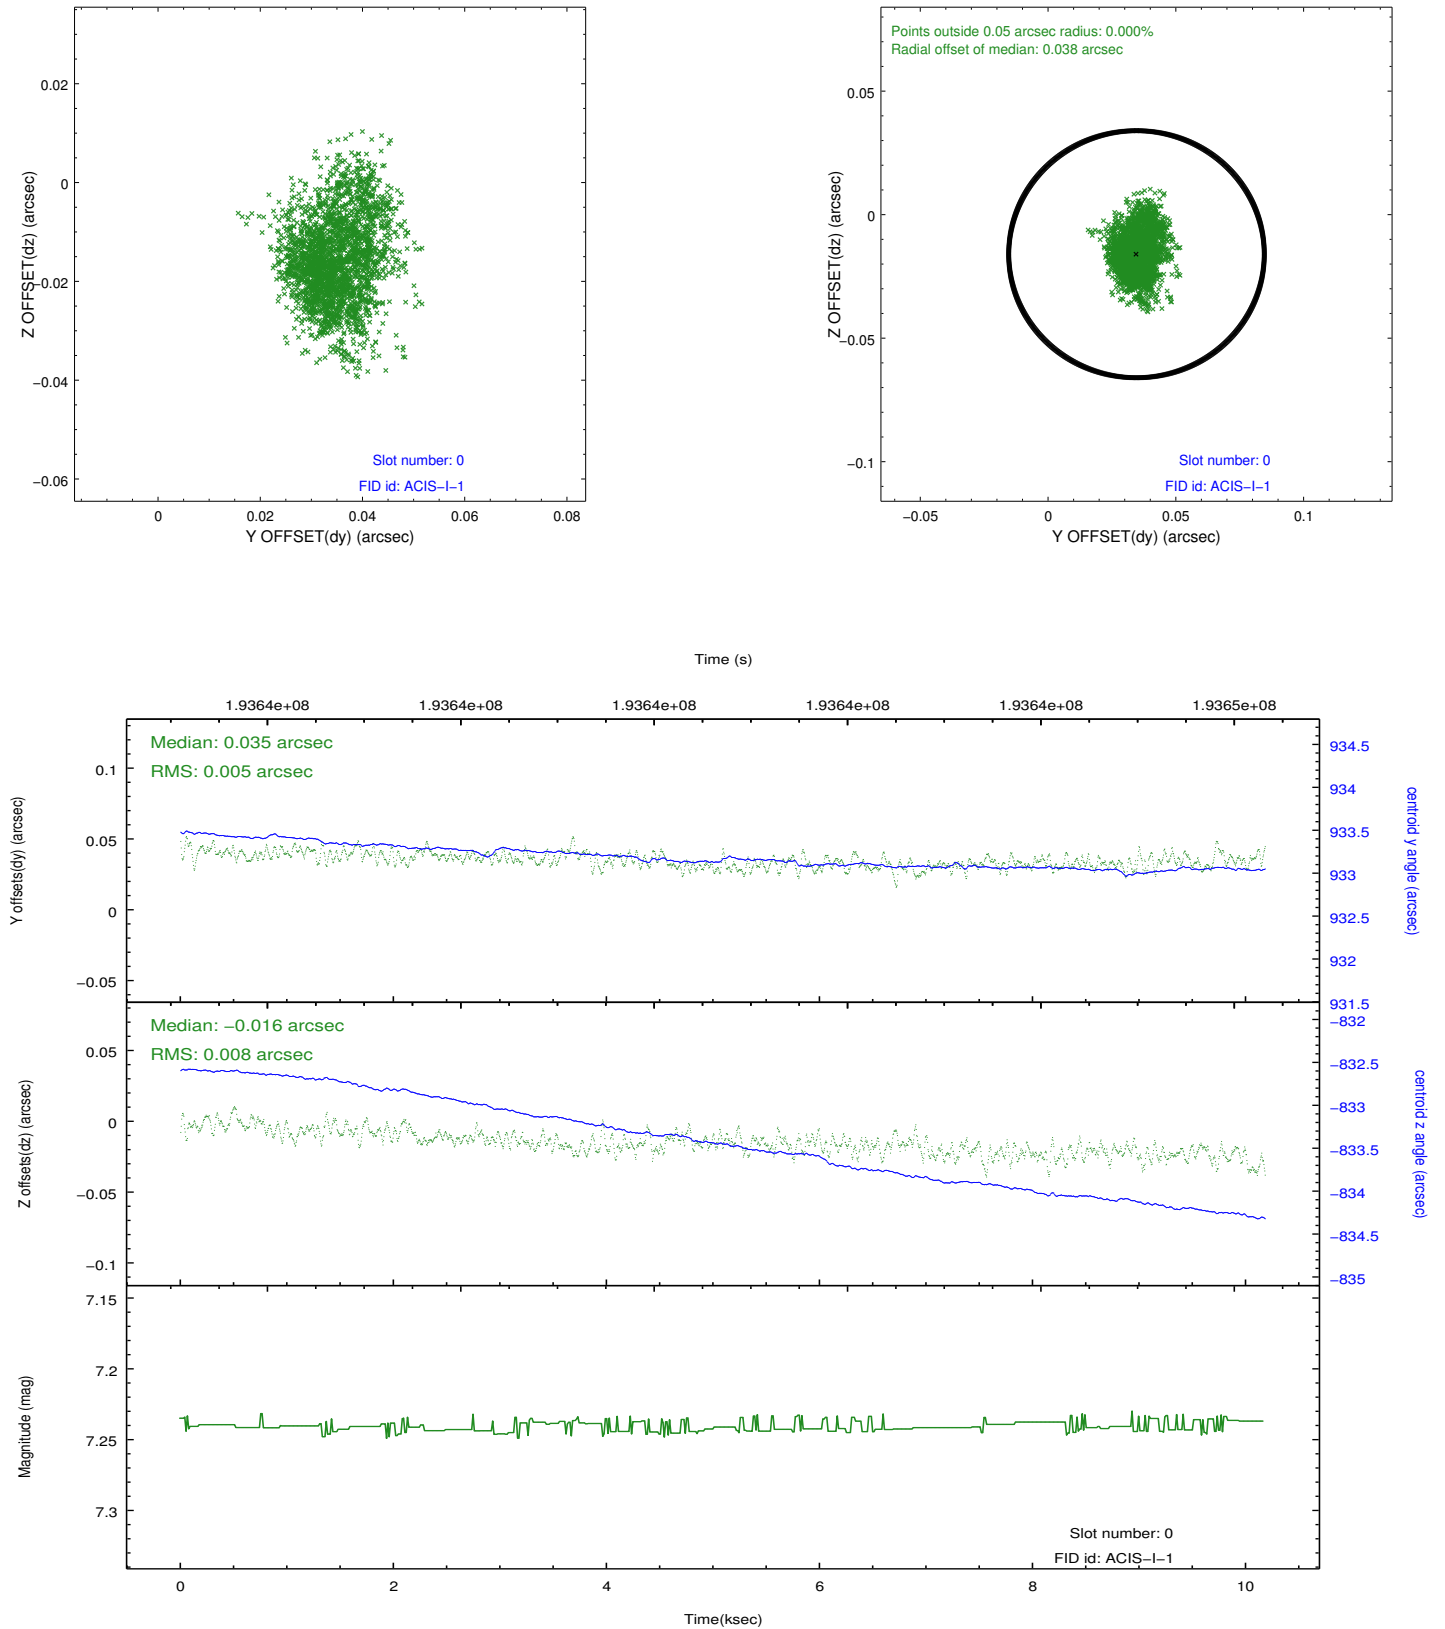 0.02
0
−0.02
−0.04
−0.06
Z OFFSET(dz) (arcsec)
Slot number: 0
FID id: ACIS−I−1
0
0.02
0.04
0.06
0.08
Y OFFSET(dy) (arcsec)
Points outside 0.05 arcsec radius: 0.000%
Radial offset of median: 0.038 arcsec
0.05
0
−0.05
−0.1
Z OFFSET(dz) (arcsec)
Slot number: 0
FID id: ACIS−I−1
−0.05
0
0.05
0.1
Y OFFSET(dy) (arcsec)
Time (s)
1.9364e+08
1.9364e+08
1.9364e+08
1.9364e+08
1.9364e+08
1.9365e+08
Median: 0.035 arcsec
RMS: 0.005 arcsec
0.1
0.05
0
−0.05
Y offsets(dy) (arcsec)
934.5
934
933.5
933
932.5
932
931.5
centroid y angle (arcsec)
Median: −0.016 arcsec
RMS: 0.008 arcsec
0.05
0
−0.05
−0.1
Z offsets(dz) (arcsec)
−832
−832.5
−833
−833.5
−834
−834.5
−835
centroid z angle (arcsec)
7.15
7.2
7.25
7.3
Magnitude (mag)
Slot number: 0
FID id: ACIS−I−1
0
2
4
6
8
10
Time(ksec)